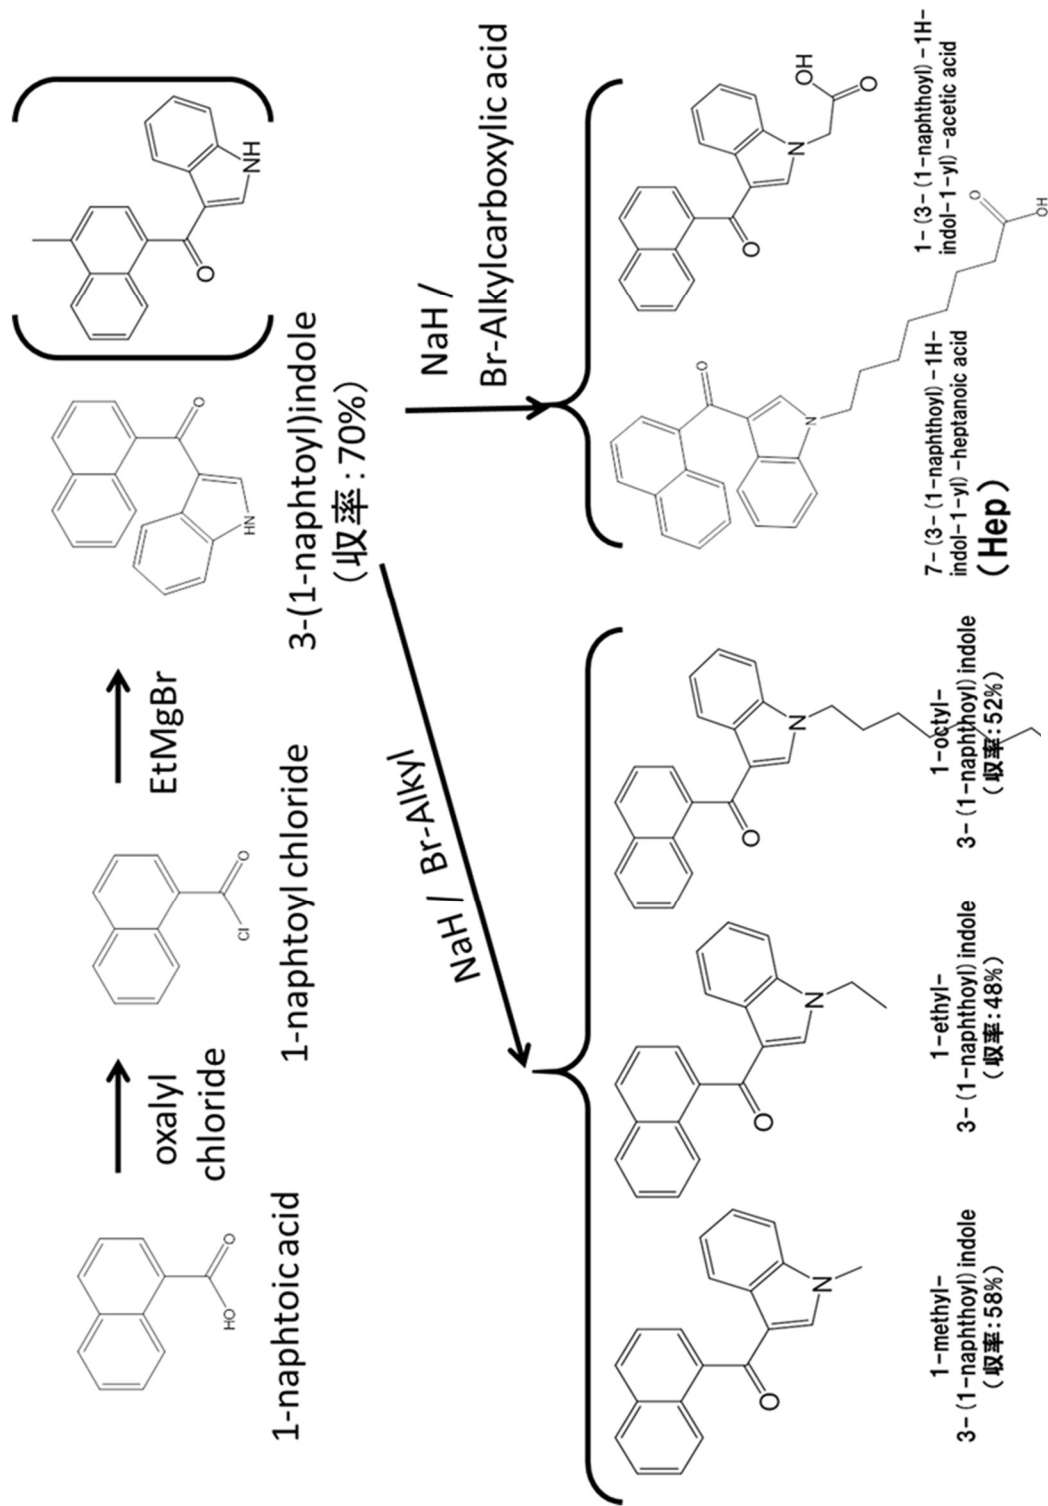 HO
O
1-naphtoic acid
oxalyl
chloride
Cl
O
1-naphtoyl chloride
EtMgBr
HN
O
3-(1-naphtoyl)indole
(収率:70%)
O
NH
NaH / Br-Alkyl
NaH /
Br-Alkylcarboxylic acid
O
N
1-methyl-
3-(1-naphthoyl)indole
(収率:58%)
O
N
1-ethyl-
3-(1-naphthoyl)indole
(収率:48%)
O
N
1-octyl-
3-(1-naphthoyl)indole
(収率:52%)
O
N
O
OH
7-(3-(1-naphthoyl)-1H-
indol-1-yl)-heptanoic acid
(Hep)
O
N
OH
O
1-(3-(1-naphthoyl)-1H-
indol-1-yl)-acetic acid